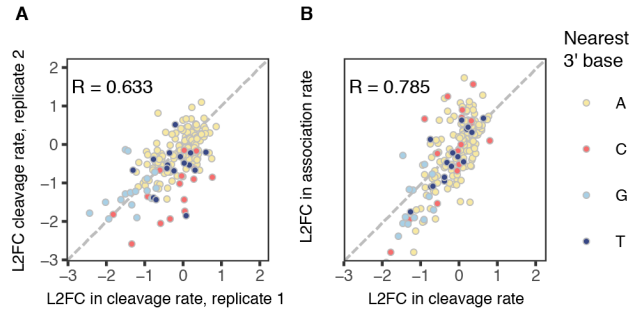 A
B
L2FC cleavage rate, replicate 2
R = 0.633
2
1
0
−1
−2
−3
−3 −2 −1 0 1 2
L2FC in cleavage rate, replicate 1
L2FC in association rate
R = 0.785
−3 −2 −1 0 1 2
L2FC in cleavage rate
Nearest
3' base
A
C
G
T